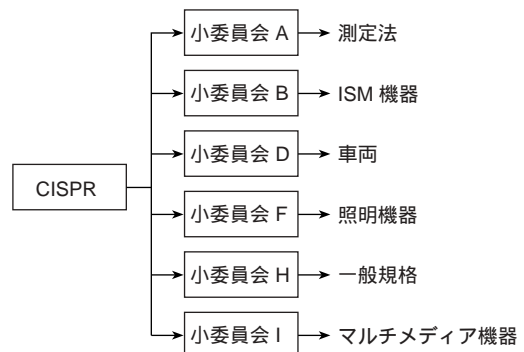 小委員会 A
測定法
小委員会 B
ISM 機器
小委員会 D
車両
CISPR
小委員会 F
照明機器
小委員会 H
一般規格
小委員会 I
マルチメディア機器